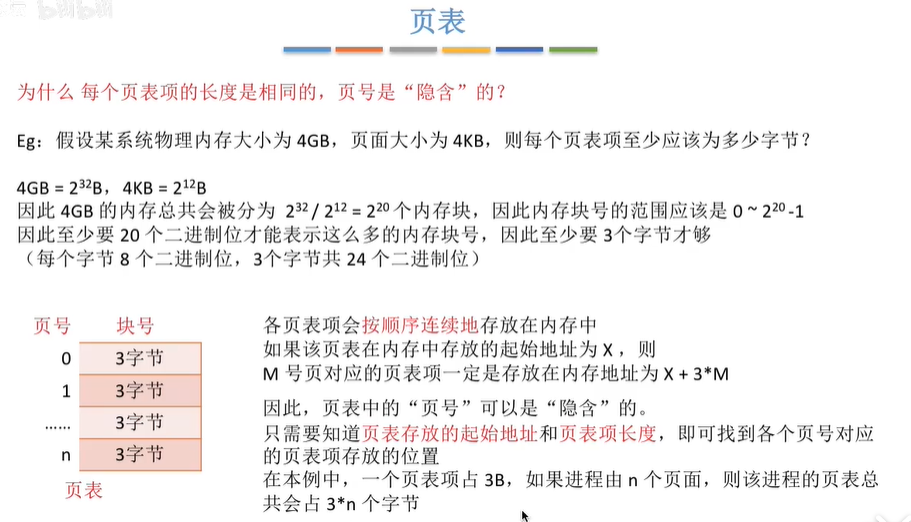 bilibili
页表
为什么 每个页表项的长度是相同的，页号是“隐含”的？
Eg：假设某系统物理内存大小为 4GB，页面大小为 4KB，则每个页表项至少应该为多少字节？
4GB = 2³²B，4KB = 2¹²B
因此 4GB 的内存总共会被分为 2³² / 2¹² = 2²⁰ 个内存块，因此内存块号的范围应该是 0 ~ 2²⁰ -1
因此至少要 20 个二进制位才能表示这么多的内存块号，因此至少要 3个字节才够
（每个字节 8 个二进制位，3个字节共 24 个二进制位）
页号 块号
0 3字节
1 3字节
…… 3字节
n 3字节
页表
各页表项会按顺序连续地存放在内存中
如果该页表在内存中存放的起始地址为 X ，则
M 号页对应的页表项一定是存放在内存地址为 X + 3*M
因此，页表中的“页号”可以是“隐含”的。
只需要知道页表存放的起始地址和页表项长度，即可找到各个页号对应
的页表项存放的位置
在本例中，一个页表项占 3B，如果进程由 n 个页面，则该进程的页表总
共会占 3*n 个字节